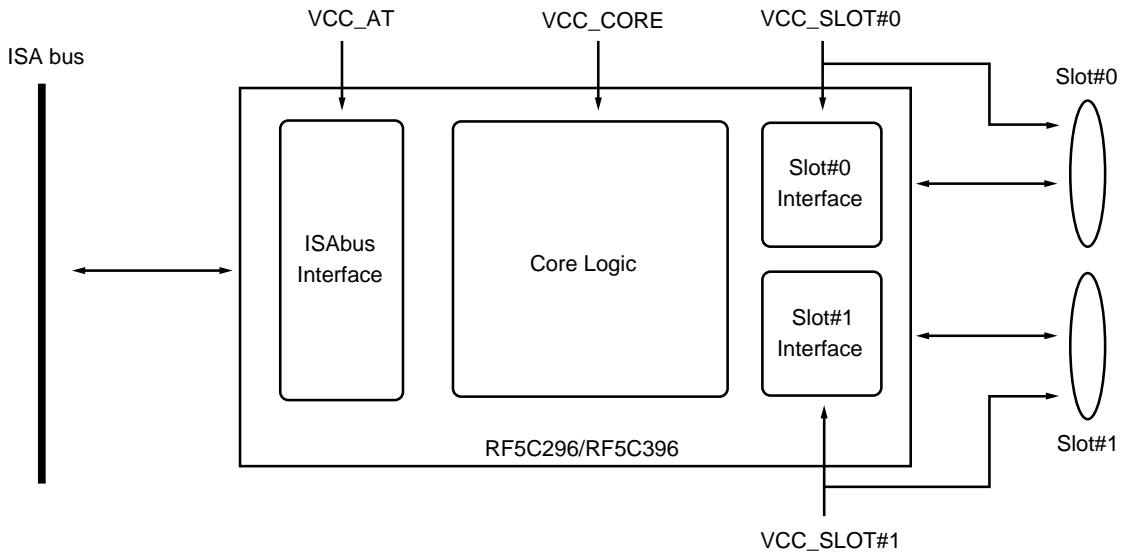 VCC_AT
VCC_CORE
VCC_SLOT#0
ISA bus
Slot#0
Slot#0
Interface
ISAbus
Interface
Core Logic
Slot#1
Interface
RF5C296/RF5C396
Slot#1
VCC_SLOT#1